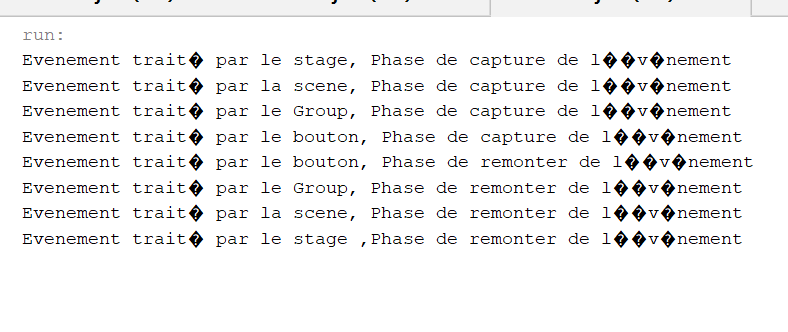 run:
Evenement trait� par le stage, Phase de capture de l��v�nement
Evenement trait� par la scene, Phase de capture de l��v�nement
Evenement trait� par le Group, Phase de capture de l��v�nement
Evenement trait� par le bouton, Phase de capture de l��v�nement
Evenement trait� par le bouton, Phase de remonter de l��v�nement
Evenement trait� par le Group, Phase de remonter de l��v�nement
Evenement trait� par la scene, Phase de remonter de l��v�nement
Evenement trait� par le stage ,Phase de remonter de l��v�nement